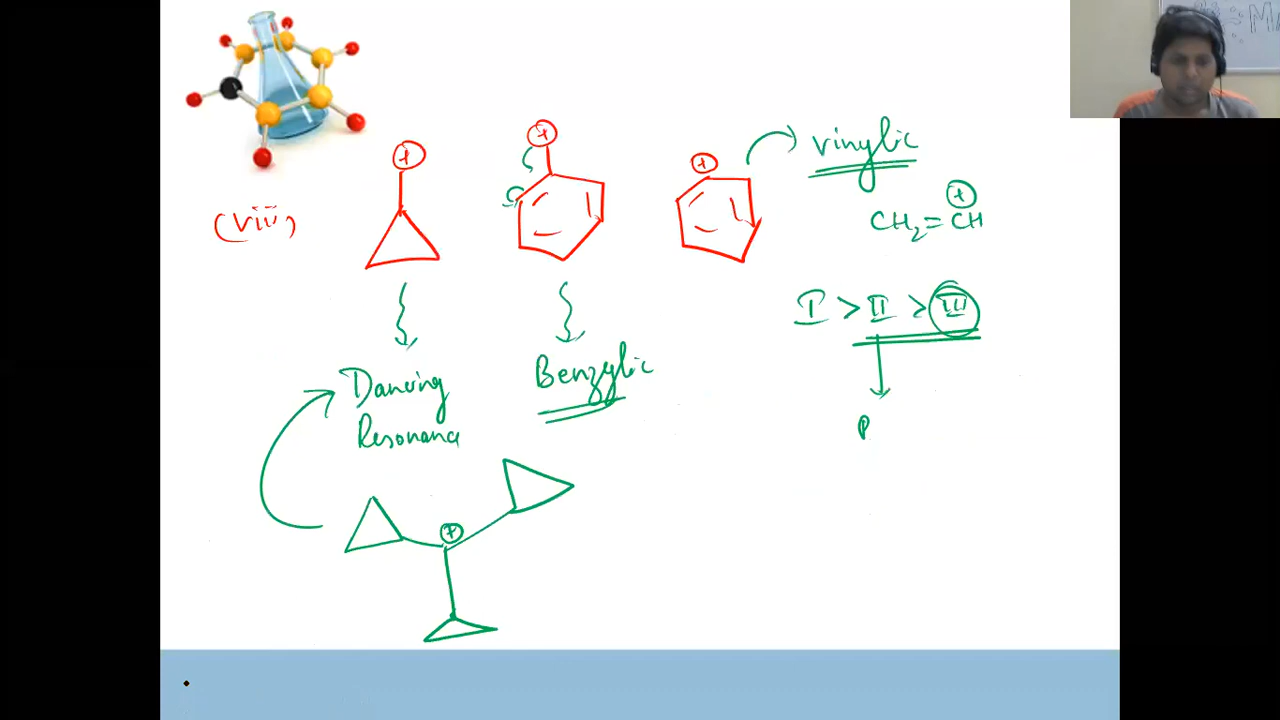 (viii)
⊕
⊕
⊕
vinylic
⊕
CH₂=CH
I > II > III
P
Dancing
Resonance
Benzylic
⊕